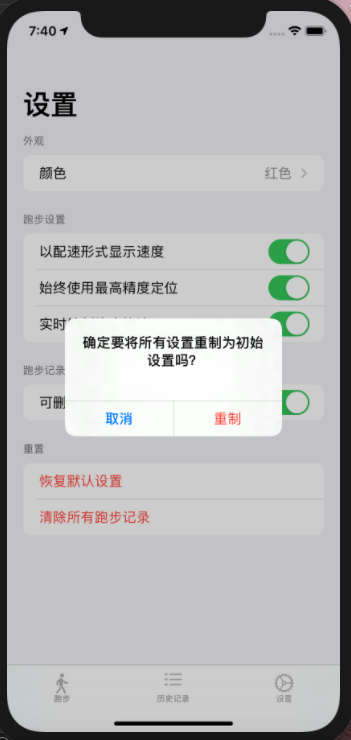 7:40
设置
外观
颜色
红色
跑步设置
以配速形式显示速度
始终使用最高精度定位
实时
跑步记录
可删
确定要将所有设置重制为初始
设置吗?
取消
重制
重置
恢复默认设置
清除所有跑步记录
跑步
历史记录
设置